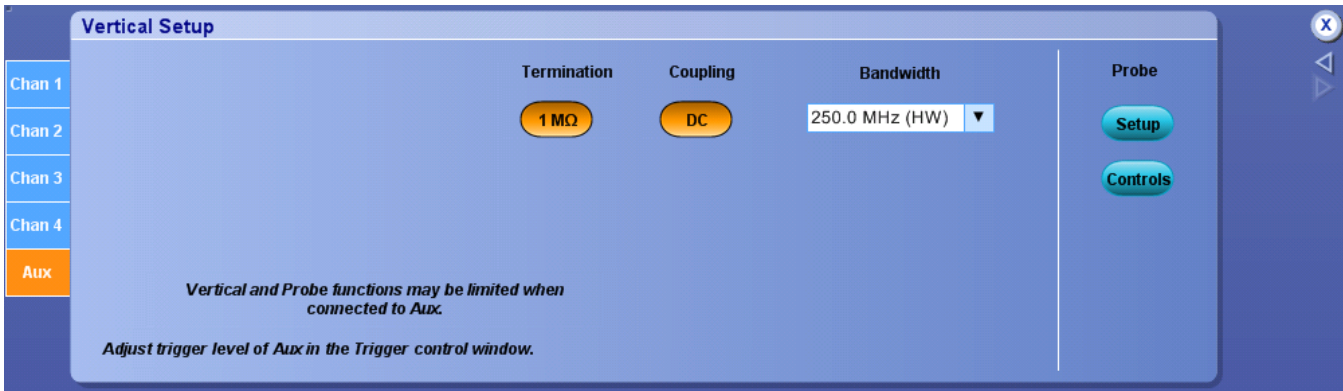 Vertical Setup
X
Chan 1
Chan 2
Chan 3
Chan 4
Aux
Termination
1 MΩ
Coupling
DC
Bandwidth
250.0 MHz (HW)
Probe
Setup
Controls
Vertical and Probe functions may be limited when
connected to Aux.
Adjust trigger level of Aux in the Trigger control window.